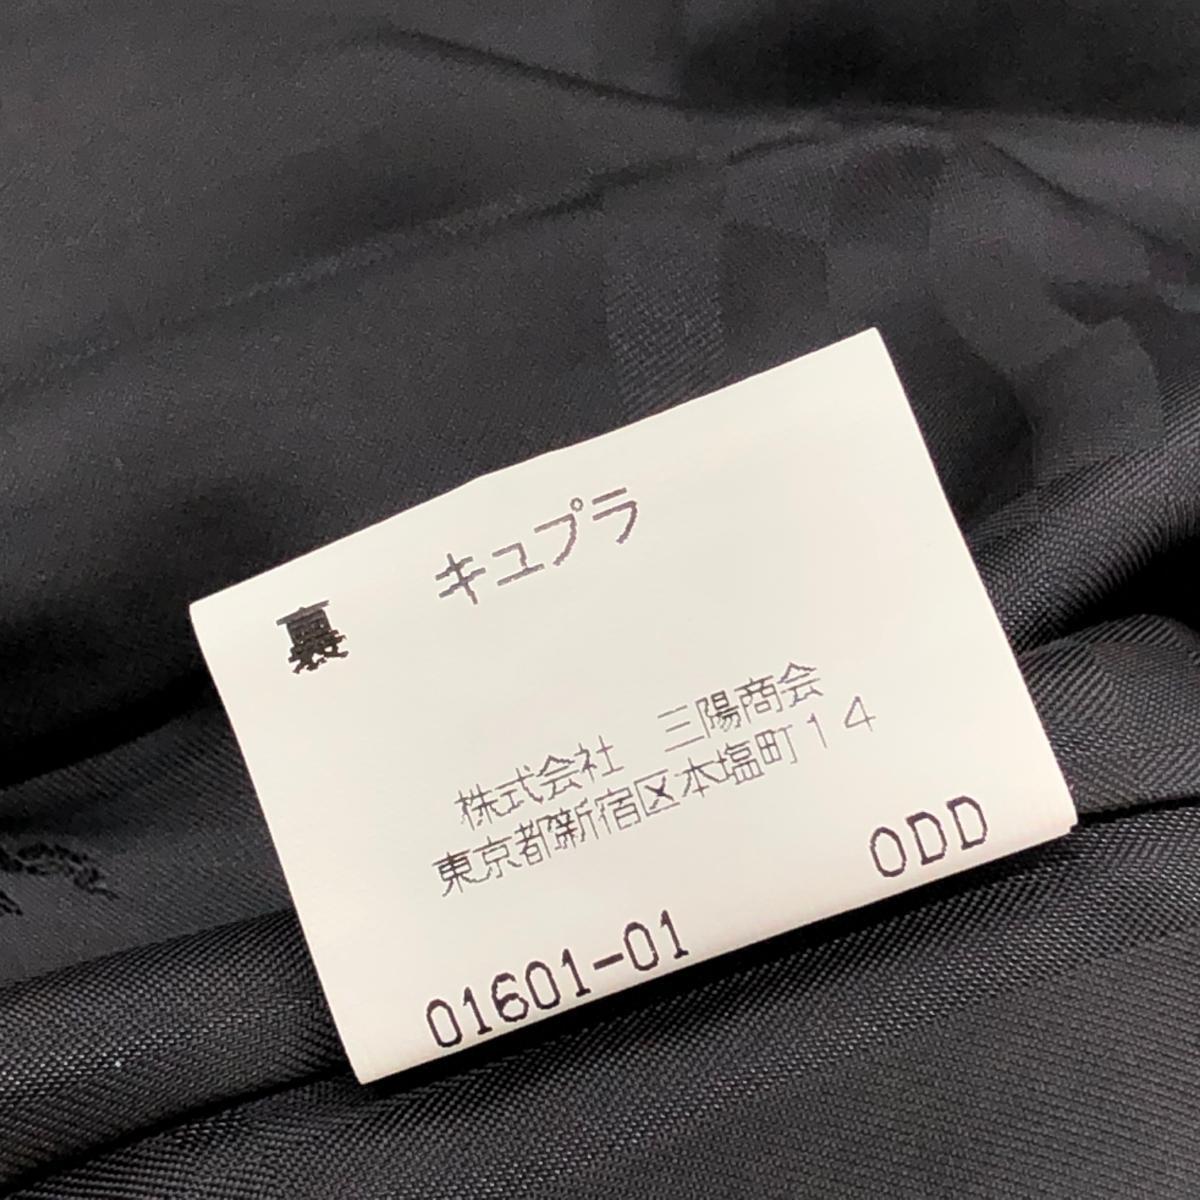 裏 キュプラ
株式会社 三陽商会
東京都新宿区本塩町14
ODD
01601-01